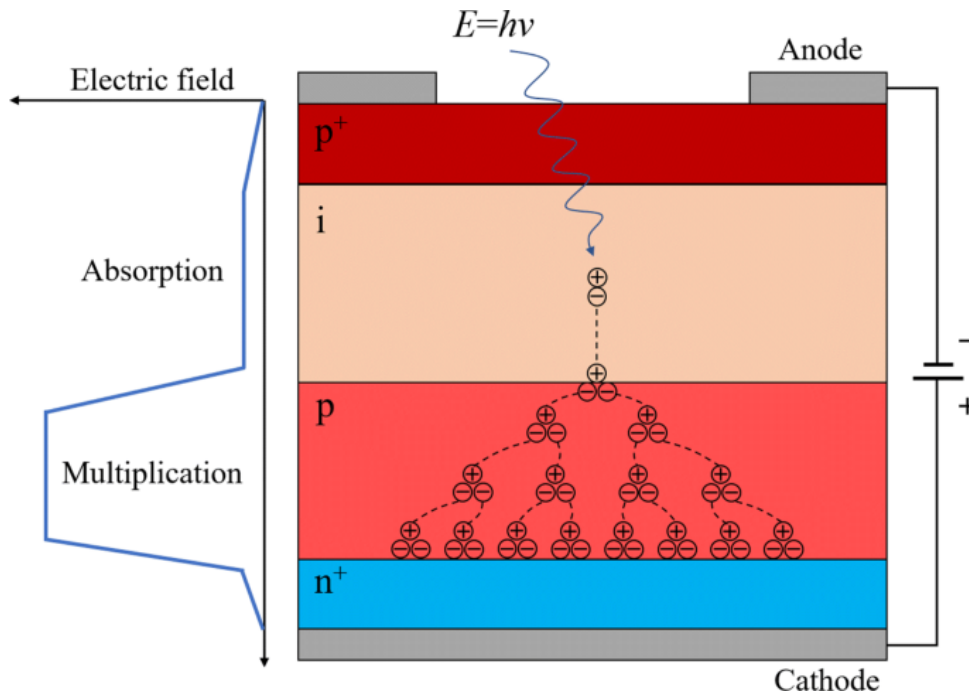 E=hν
Anode
Electric field
p⁺
i
Absorption
p
Multiplication
n⁺
Cathode
−
+